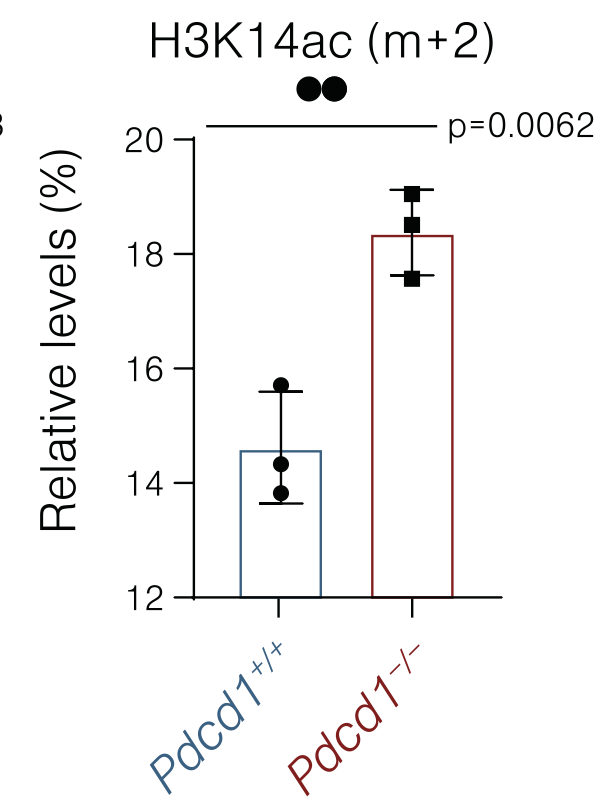 H3K14ac (m+2)
p=0.0062
Relative levels (%)
20
18
16
14
12
Pdcd1+/+
Pdcd1−/−